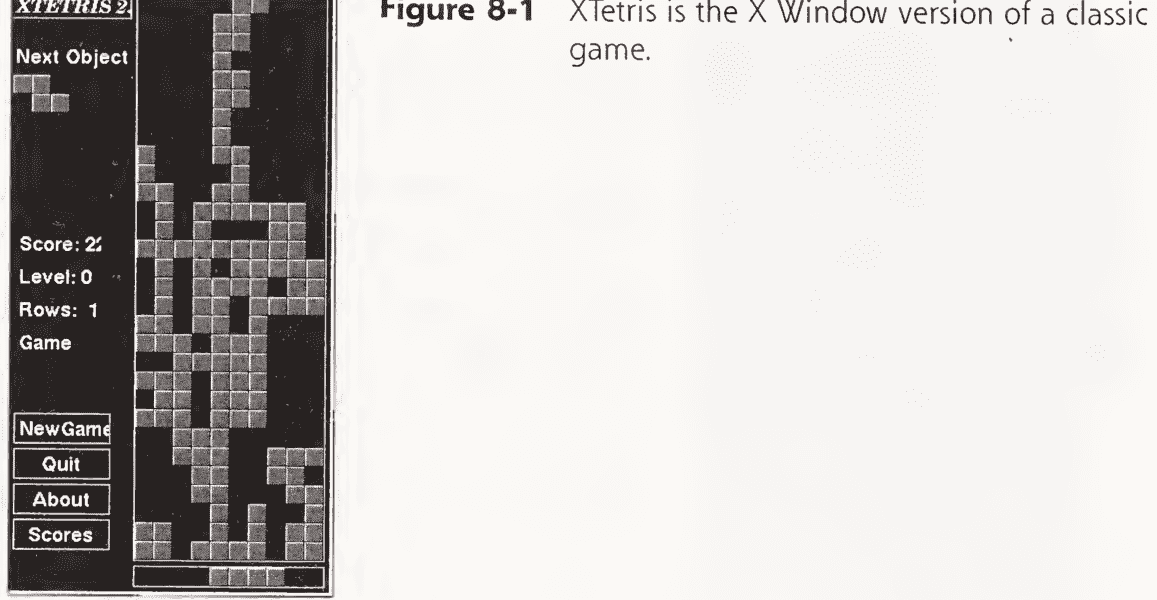 XTETRIS 2.
Next Object
Score: 22
Level: 0
Rows: 1
Game
NewGame
Quit
About
Scores
Figure 8-1 XTetris is the X Window version of a classic
game.